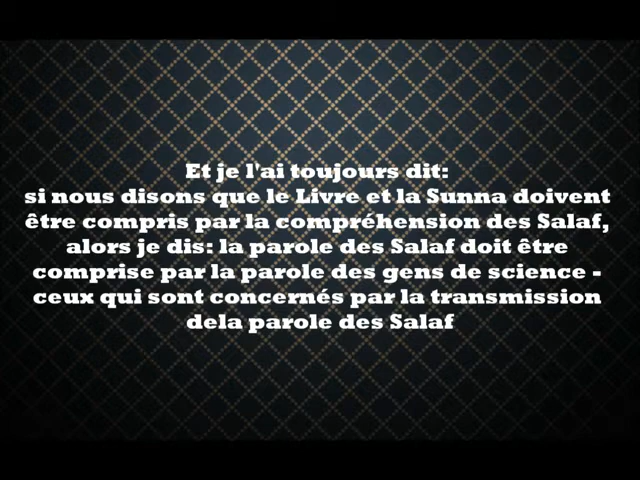 Et je l'ai toujours dit:
si nous disons que le Livre et la Sunna doivent
être compris par la compréhension des Salaf,
alors je dis: la parole des Salaf doit être
comprise par la parole des gens de science -
ceux qui sont concernés par la transmission
dela parole des Salaf